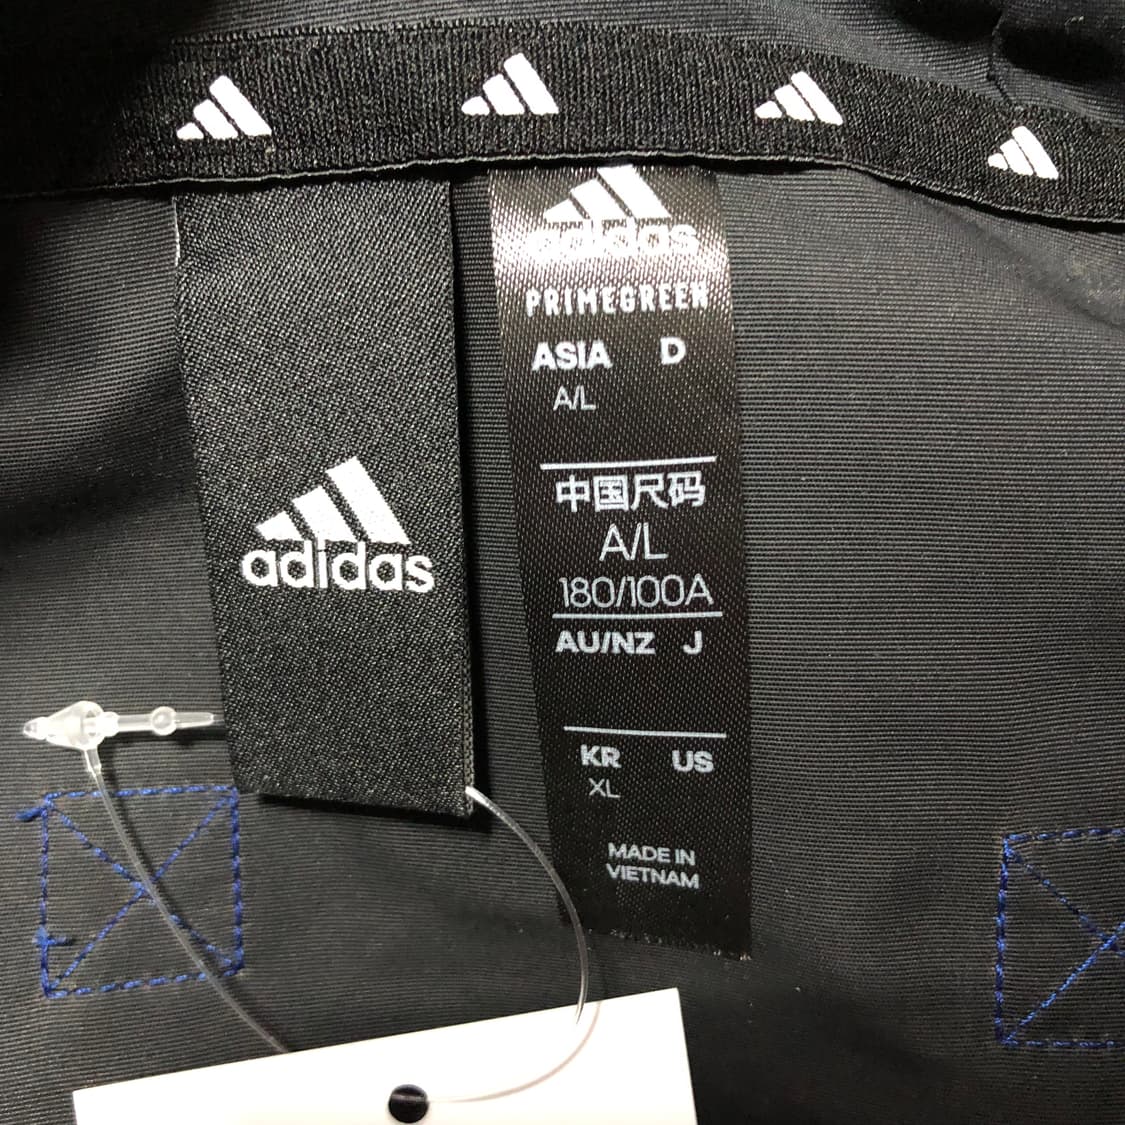 adidas
adidas
PRIMEGREEN
ASIA D
A/L
中国尺码
A/L
180/100A
AU/NZ J
KR US
XL
MADE IN
VIETNAM